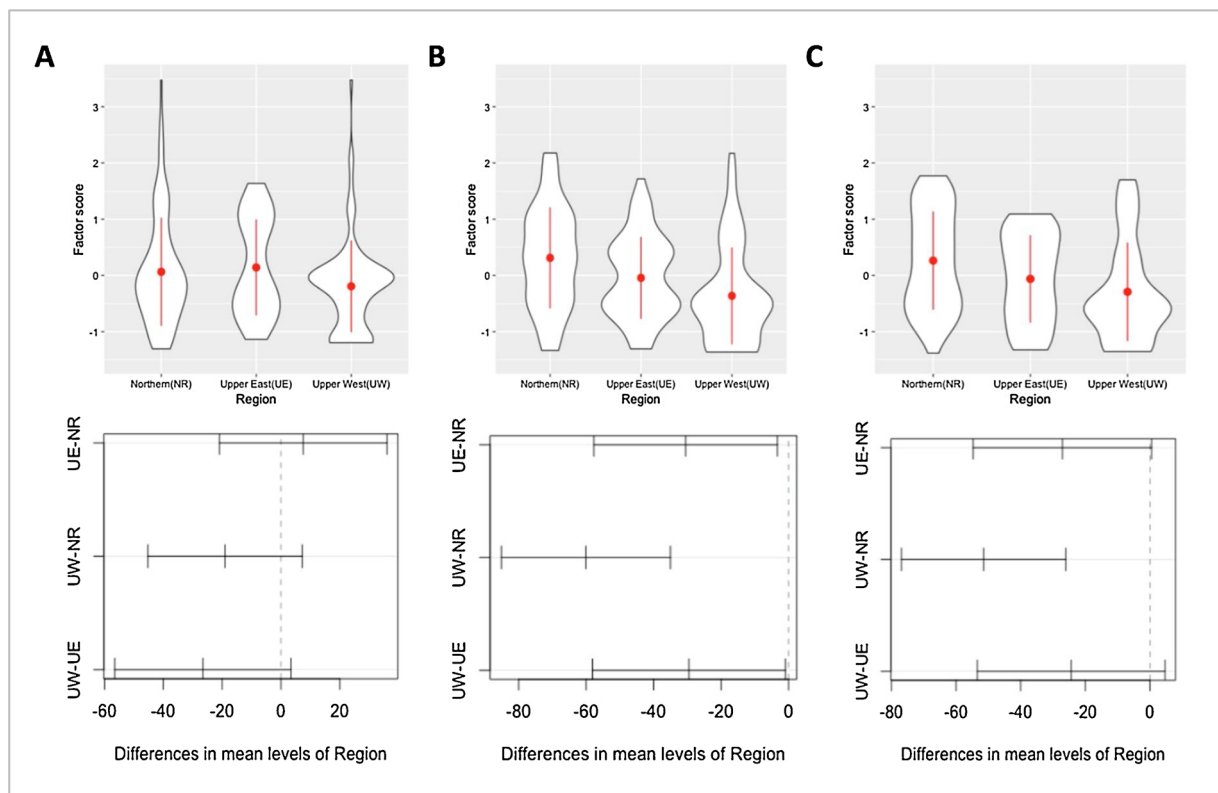 A
3
2
1
0
-1
Factor score
Northern(NR) Upper East(UE) Upper West(UW)
Region
UE-NR
UW-NR
UW-UE
-60 -40 -20 0 20
Differences in mean levels of Region
B
3
2
1
0
-1
Factor score
Northern(NR) Upper East(UE) Upper West(UW)
Region
UE-NR
UW-NR
UW-UE
-80 -60 -40 -20 0
Differences in mean levels of Region
C
3
2
1
0
-1
Factor score
Northern(NR) Upper East(UE) Upper West(UW)
Region
UE-NR
UW-NR
UW-UE
-80 -60 -40 -20 0
Differences in mean levels of Region